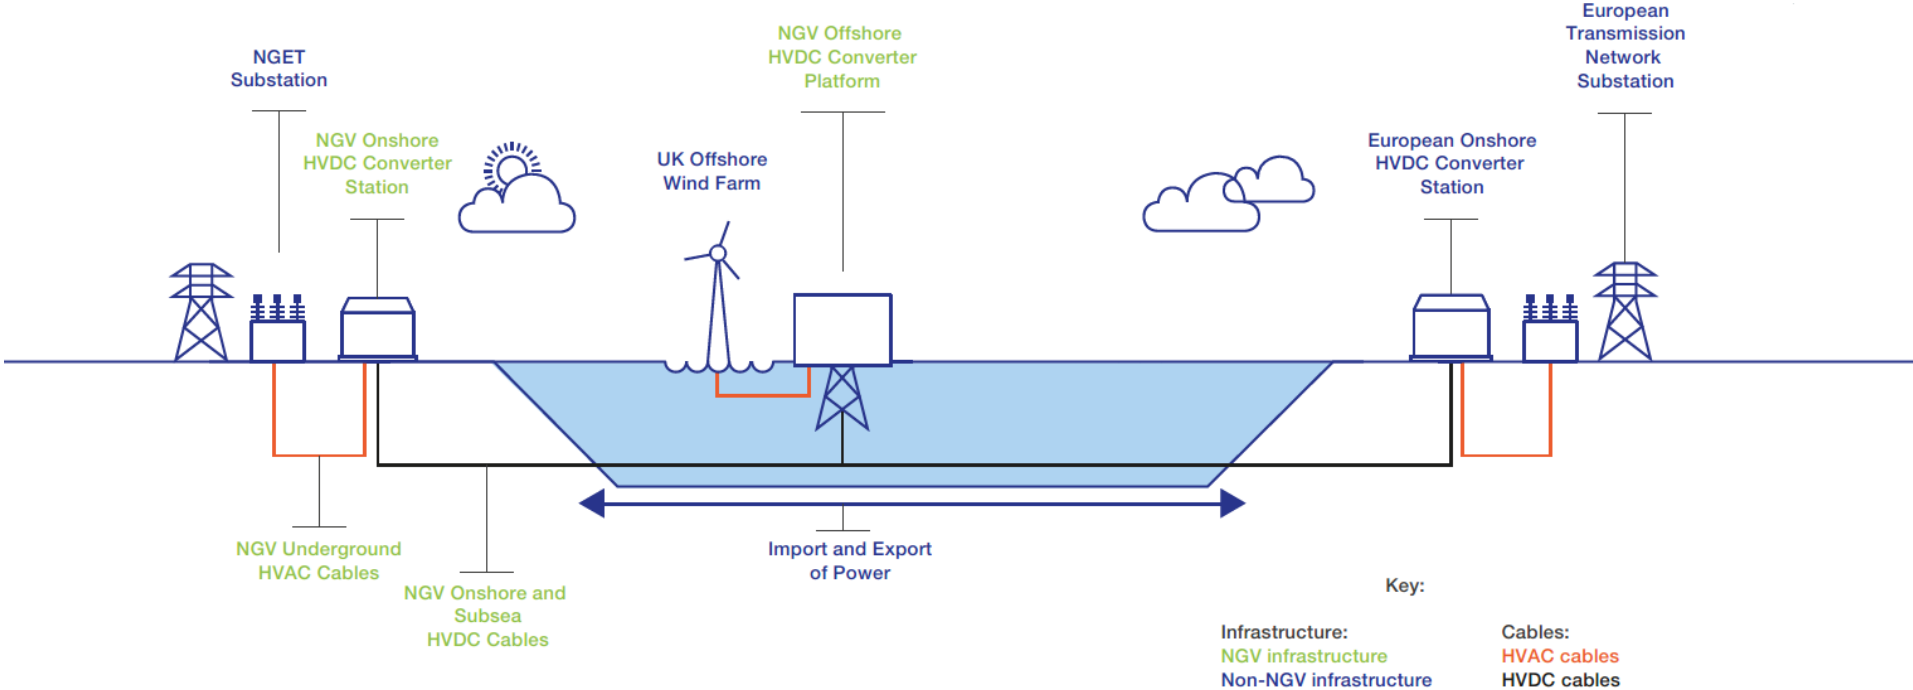 NGET
Substation
NGV Onshore
HVDC Converter
Station
UK Offshore
Wind Farm
NGV Offshore
HVDC Converter
Platform
European Onshore
HVDC Converter
Station
European
Transmission
Network
Substation
NGV Underground
HVAC Cables
NGV Onshore and
Subsea
HVDC Cables
Import and Export
of Power
Key:
Infrastructure:
NGV infrastructure
Non-NGV infrastructure
Cables:
HVAC cables
HVDC cables